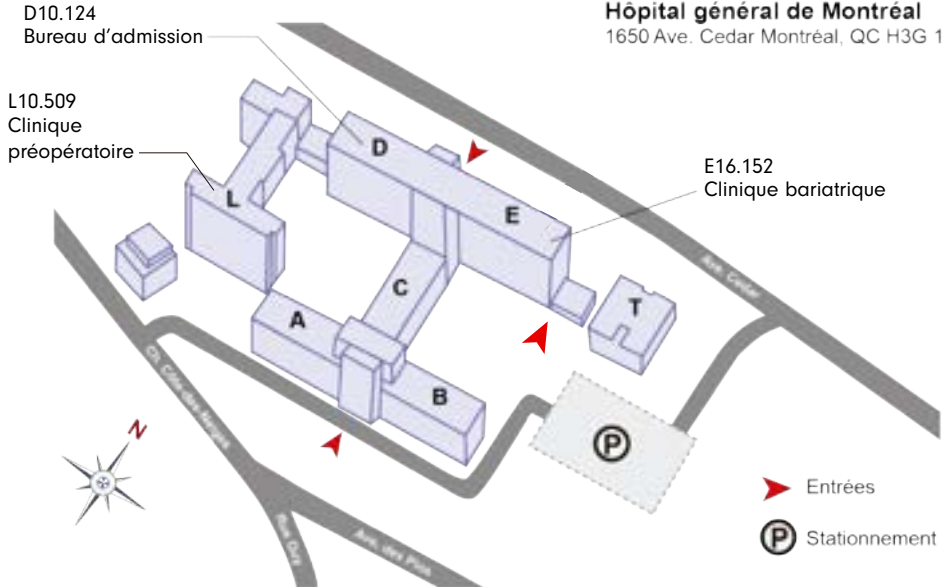 D10.124
Bureau d'admission
Hôpital général de Montréal
1650 Ave. Cedar Montréal, QC H3G 1
L10.509
Clinique
préopératoire
D
E16.152
Clinique bariatrique
L
E
Ave. Cedar
C
T
A
B
Ch. Côte-des-Neiges
P
N
Entrées
Rue Guy
Ave. des Pins
P Stationnement